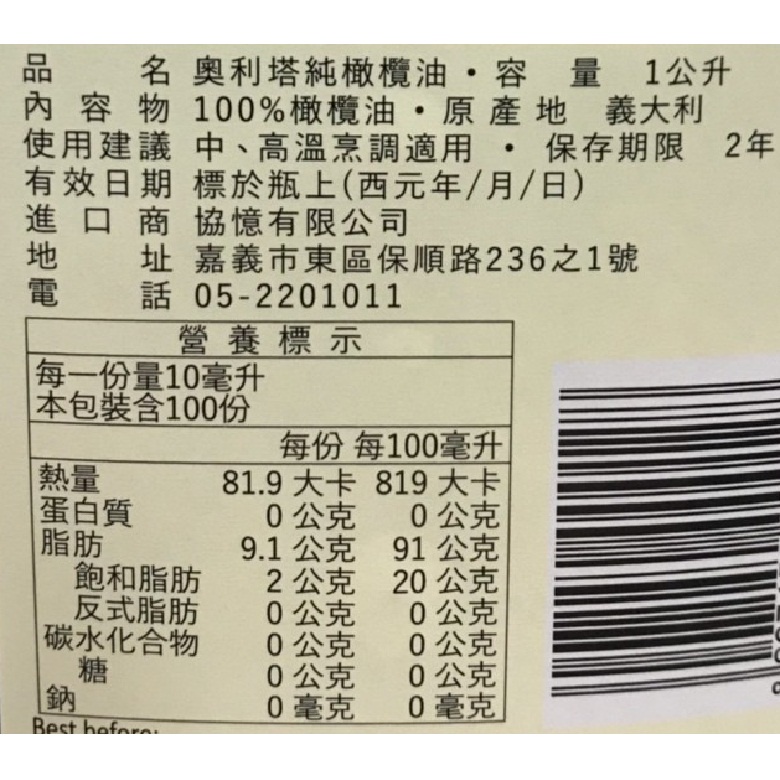 品 名 奧利塔純橄欖油・容 量 1公升
內 容 物 100%橄欖油・原 產 地 義大利
使用建議 中、高溫烹調適用・保存期限 2年
有效日期 標於瓶上(西元年/月/日)
進 口 商 協憶有限公司
地 址 嘉義市東區保順路236之1號
電 話 05-2201011
營養標示
每一份量10毫升
本包裝含100份
每份 每100毫升
熱量 81.9 大卡 819 大卡
蛋白質 0 公克 0 公克
脂肪 9.1 公克 91 公克
飽和脂肪 2 公克 20 公克
反式脂肪 0 公克 0 公克
碳水化合物 0 公克 0 公克
糖 0 公克 0 公克
鈉 0 毫克 0 毫克
Best before: